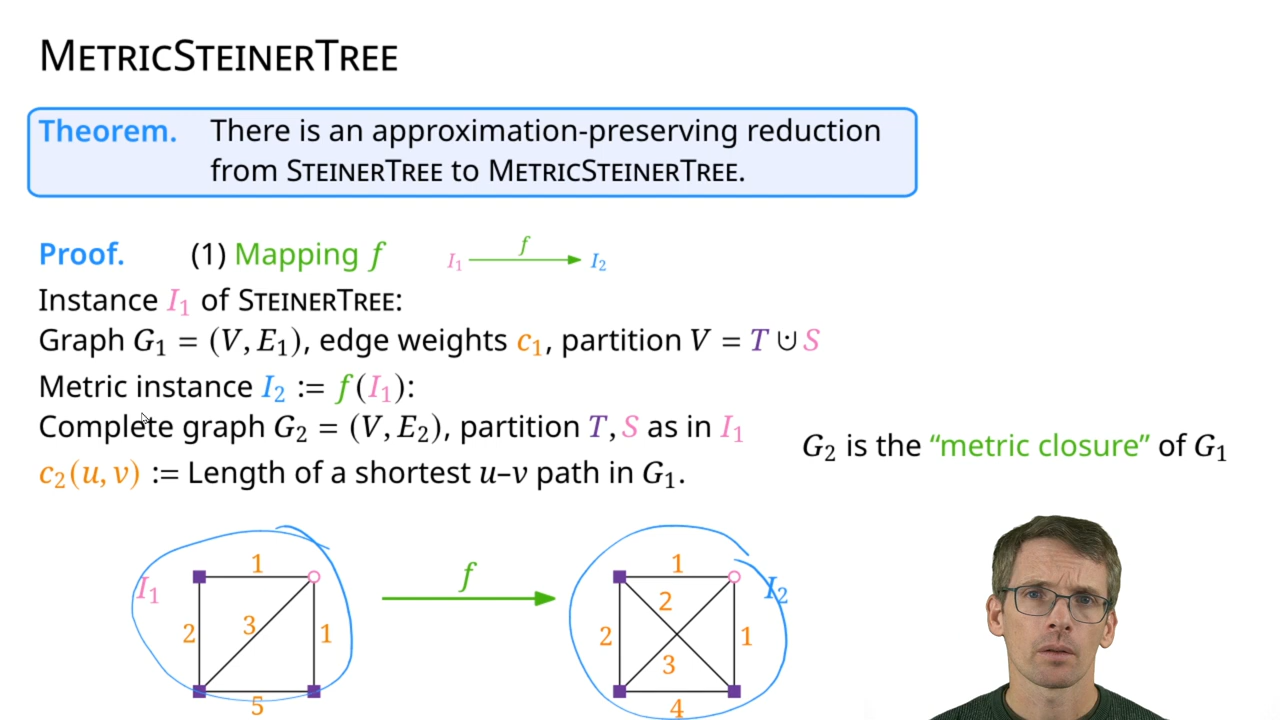 METRICSTEINERTREE
Theorem. There is an approximation-preserving reduction
from STEINERTREE to METRICSTEINERTREE.
Proof. (1) Mapping f I₁ f I₂
Instance I₁ of STEINERTREE:
Graph G₁ = (V, E₁), edge weights c₁, partition V = T ⊍ S
Metric instance I₂ := f(I₁):
Complete graph G₂ = (V, E₂), partition T, S as in I₁
G₂ is the “metric closure” of G₁
c₂(u, v) := Length of a shortest u–v path in G₁.
I₁ 1 2 3 1 5
f
1 2 2 3 1 4 I₂